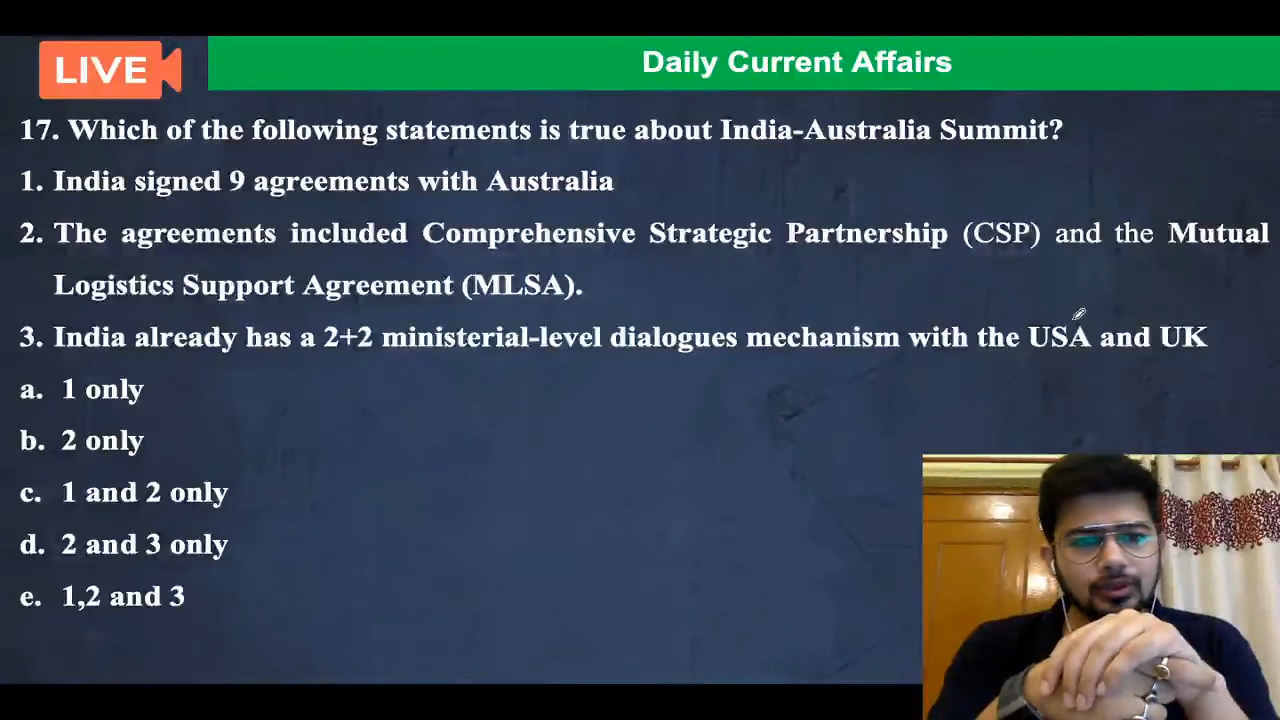 LIVE
Daily Current Affairs
17. Which of the following statements is true about India-Australia Summit?
1. India signed 9 agreements with Australia
2. The agreements included Comprehensive Strategic Partnership (CSP) and the Mutual
Logistics Support Agreement (MLSA).
3. India already has a 2+2 ministerial-level dialogues mechanism with the USA and UK
a. 1 only
b. 2 only
c. 1 and 2 only
d. 2 and 3 only
e. 1,2 and 3